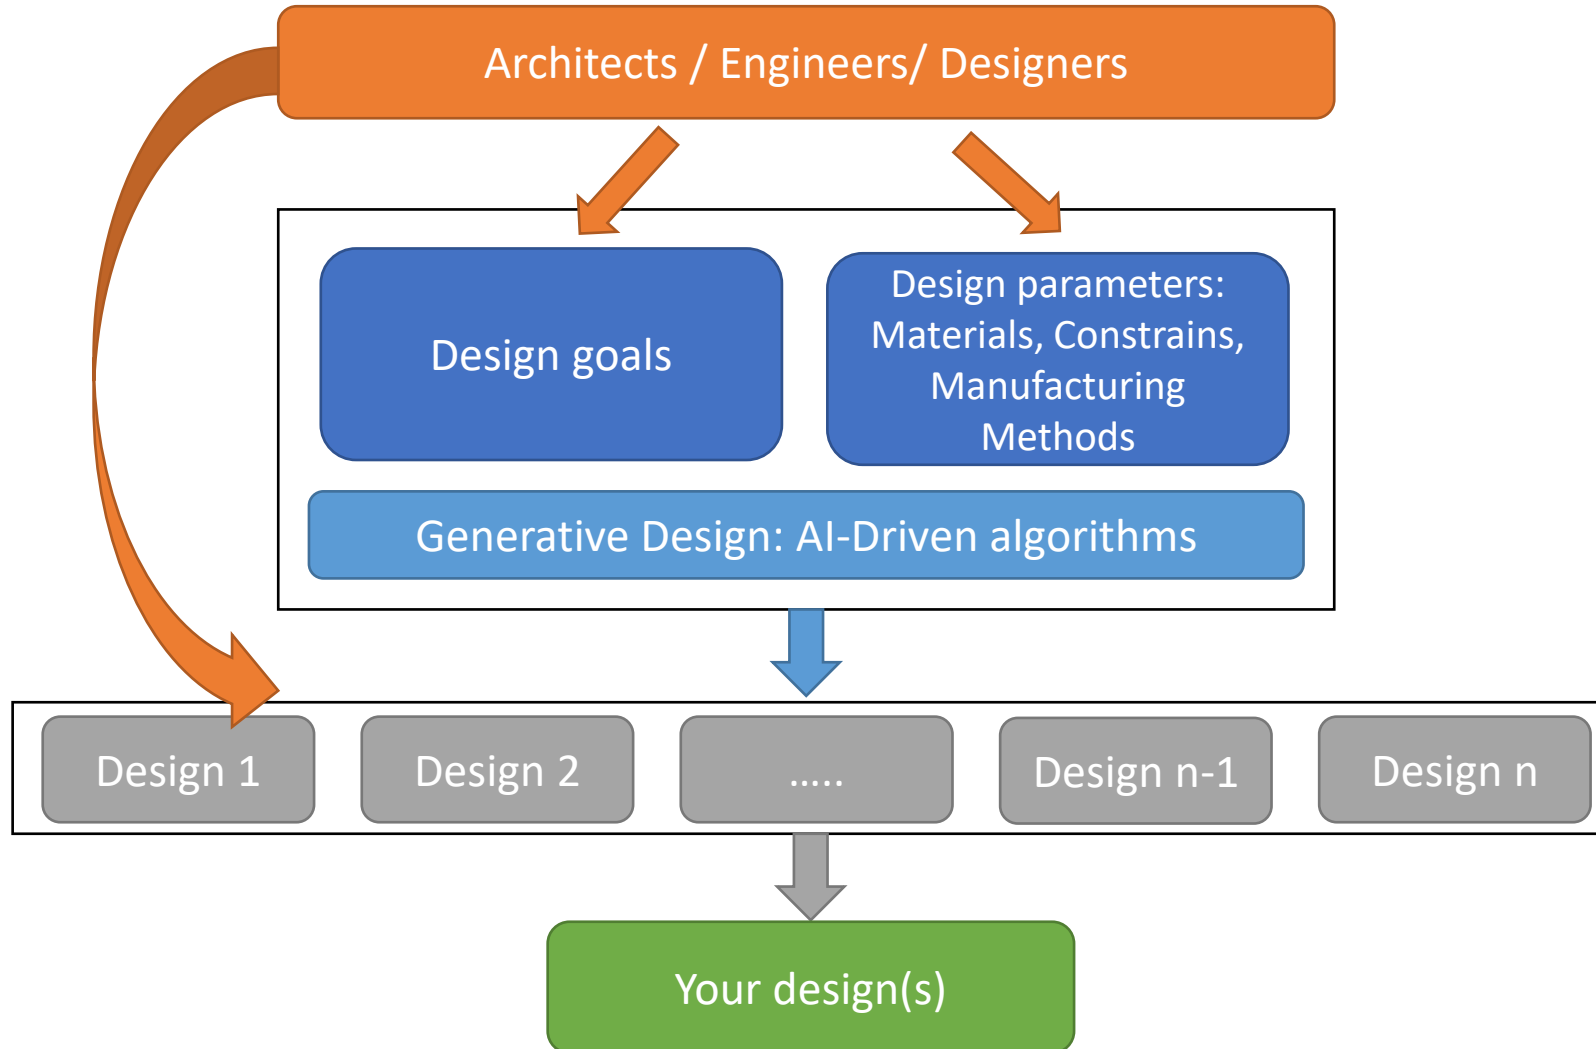 Architects / Engineers/ Designers
Design goals
Design parameters:
Materials, Constrains,
Manufacturing
Methods
Generative Design: AI-Driven algorithms
Design 1
Design 2
.....
Design n-1
Design n
Your design(s)